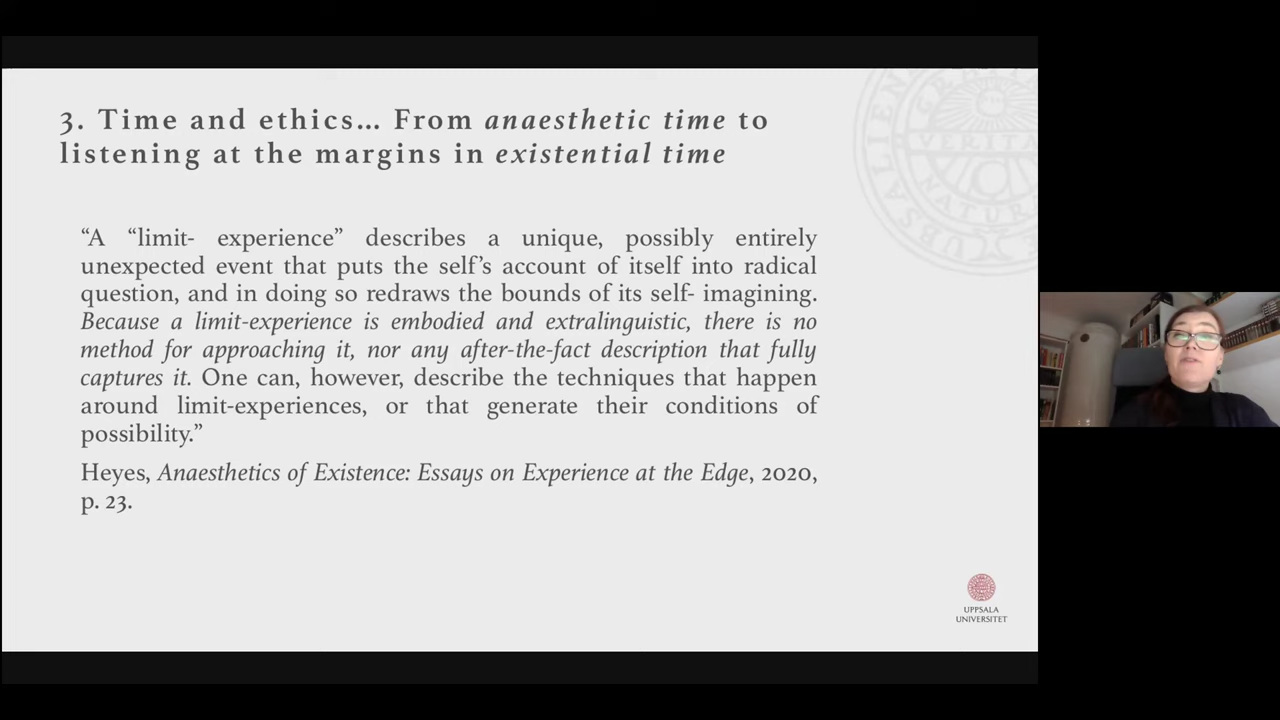 3. Time and ethics… From anaesthetic time to
listening at the margins in existential time
“A “limit- experience” describes a unique, possibly entirely
unexpected event that puts the self’s account of itself into radical
question, and in doing so redraws the bounds of its self- imagining.
Because a limit-experience is embodied and extralinguistic, there is no
method for approaching it, nor any after-the-fact description that fully
captures it. One can, however, describe the techniques that happen
around limit-experiences, or that generate their conditions of
possibility.”
Heyes, Anaesthetics of Existence: Essays on Experience at the Edge, 2020,
p. 23.
UPPSALA
UNIVERSITET